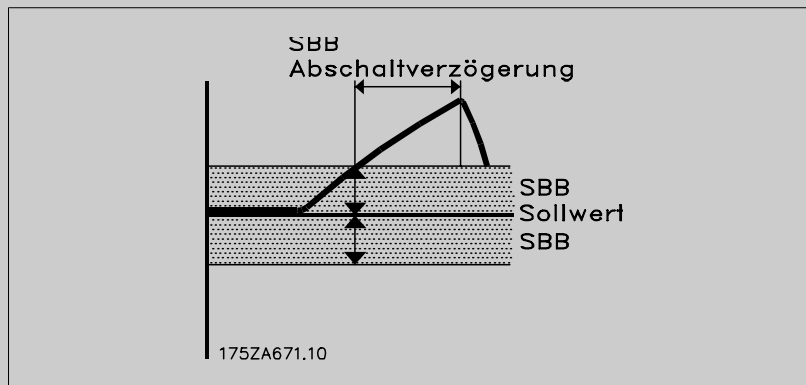 SBB
Abschaltverzögerung
SBB
Sollwert
SBB
175ZA671.10